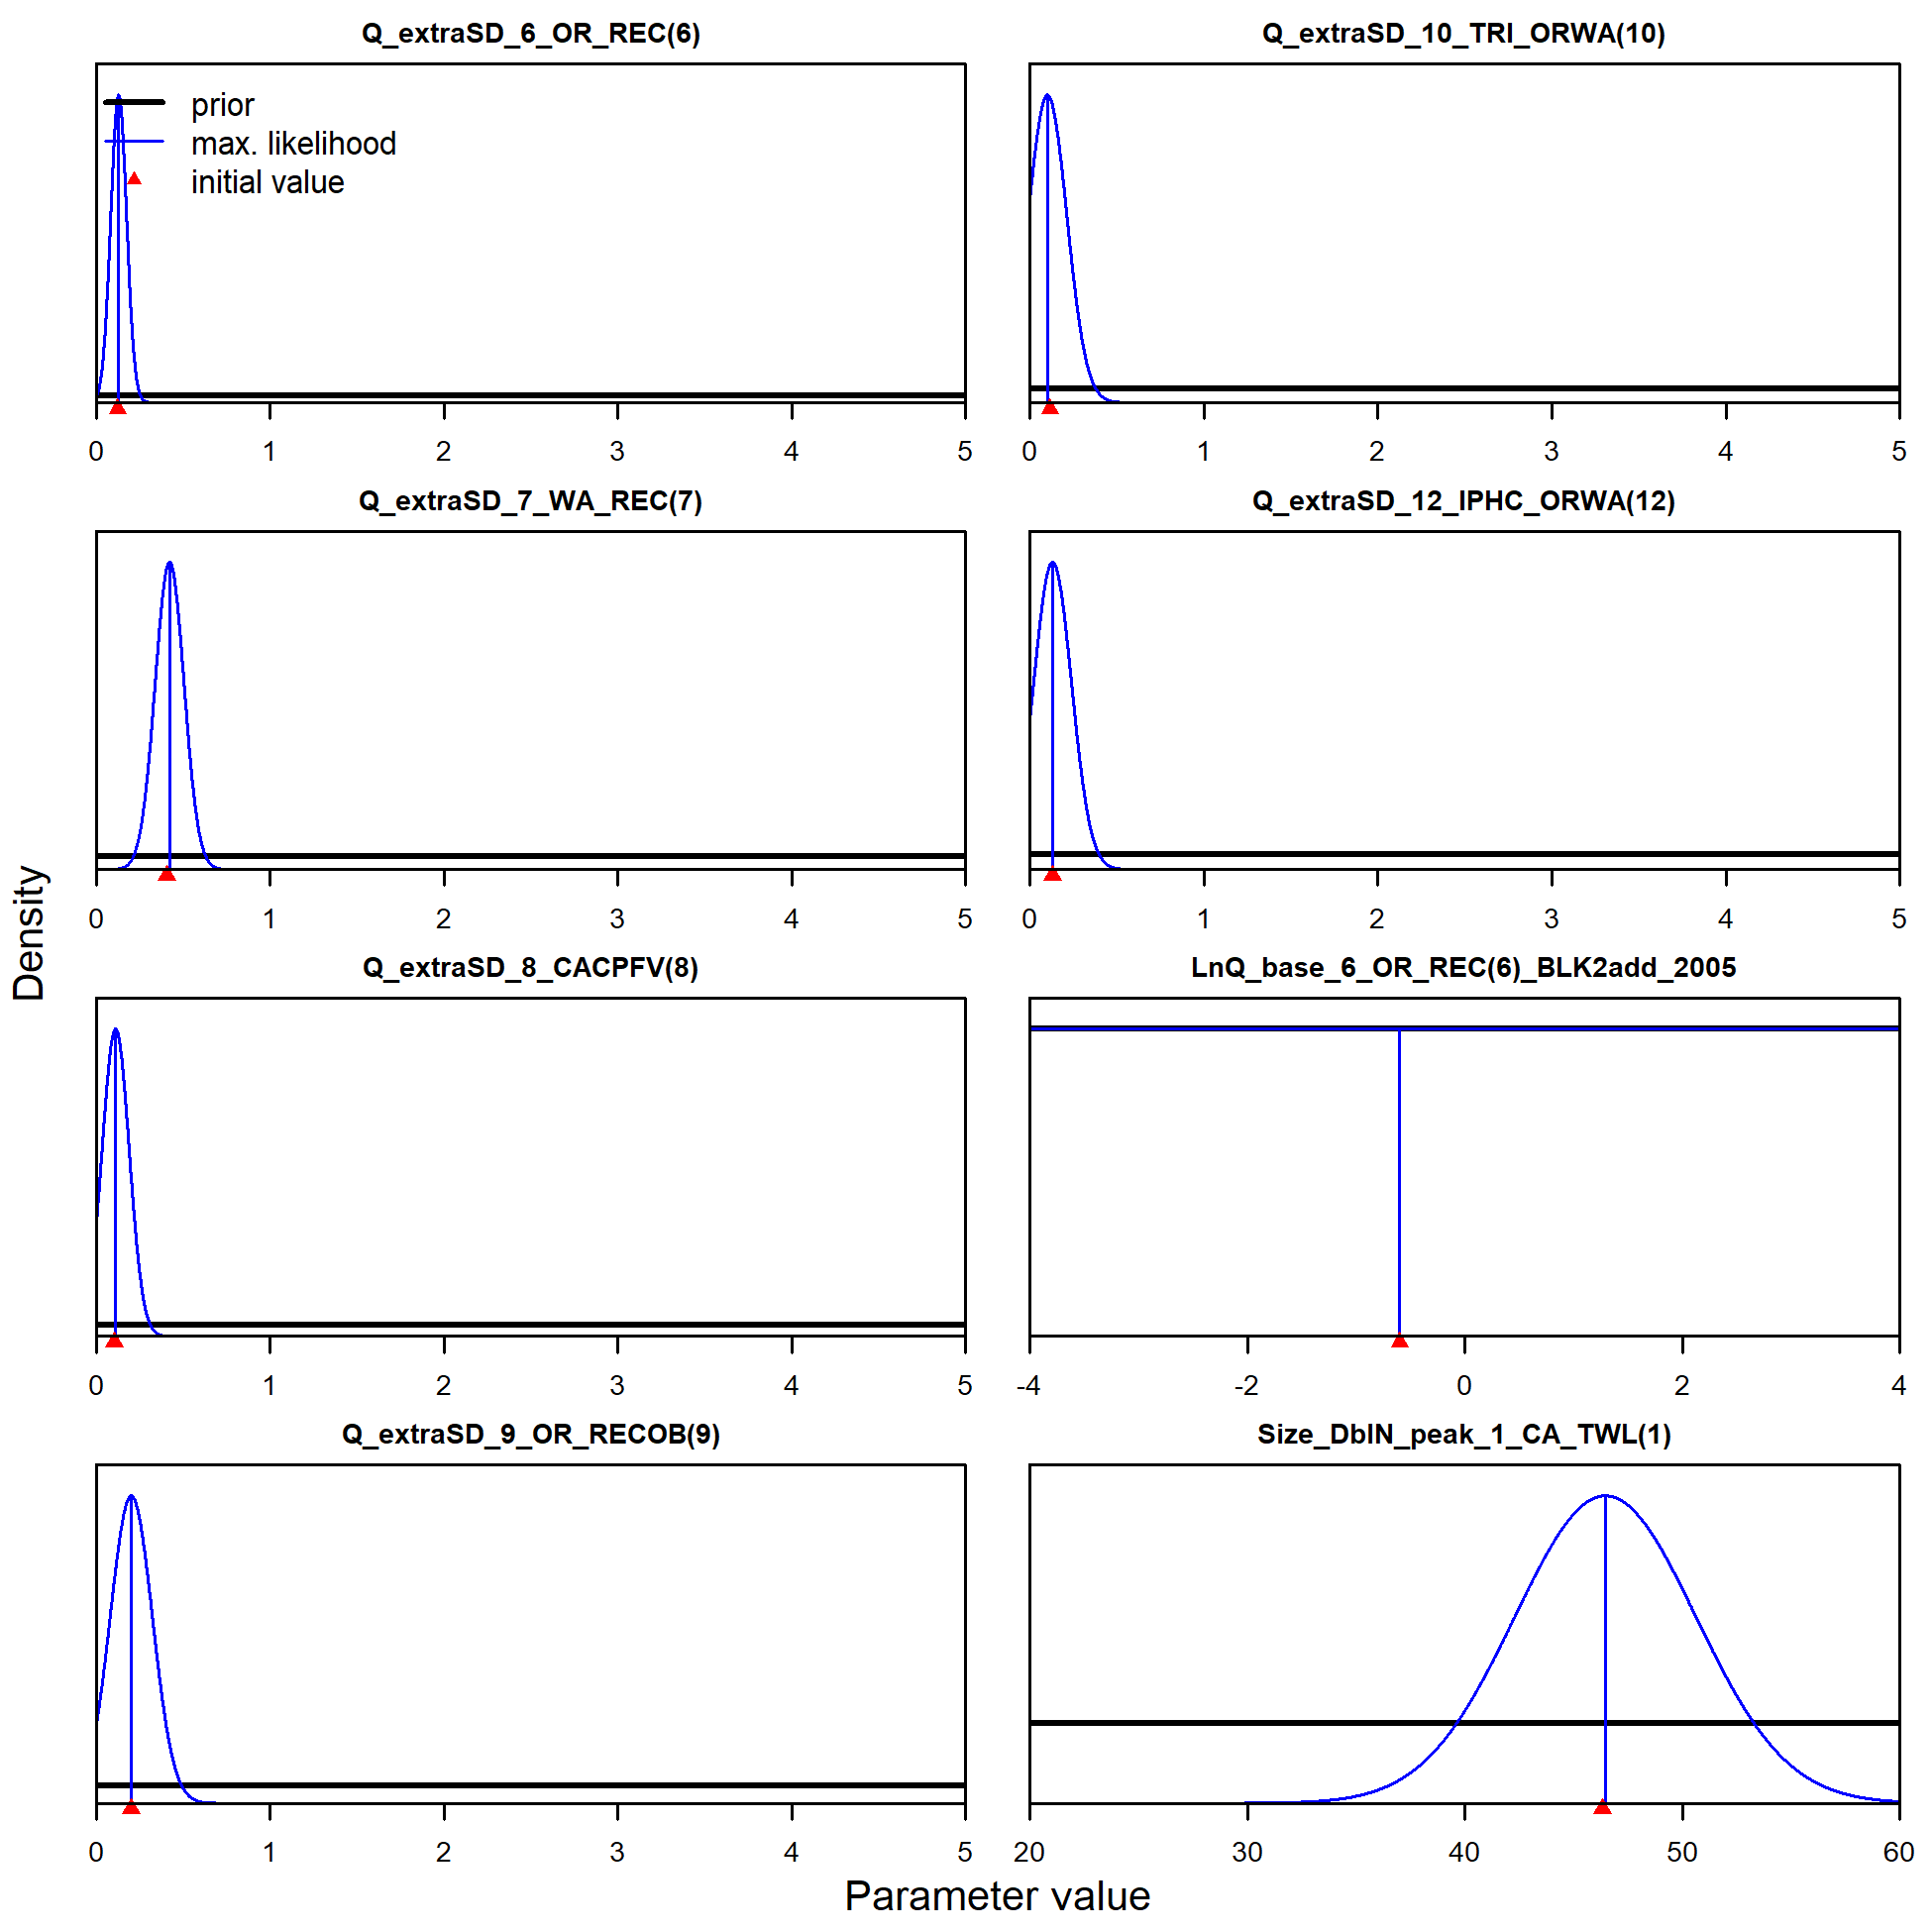 Q_extraSD_6_OR_REC(6)
prior
max. likelihood
initial value
0 1 2 3 4 5
Q_extraSD_10_TRI_ORWA(10)
0 1 2 3 4 5
Q_extraSD_7_WA_REC(7)
0 1 2 3 4 5
Q_extraSD_12_IPHC_ORWA(12)
0 1 2 3 4 5
Q_extraSD_8_CACPFV(8)
0 1 2 3 4 5
LnQ_base_6_OR_REC(6)_BLK2add_2005
-4 -2 0 2 4
Q_extraSD_9_OR_RECOB(9)
0 1 2 3 4 5
Size_DblN_peak_1_CA_TWL(1)
20 30 40 50 60
Density
Parameter value